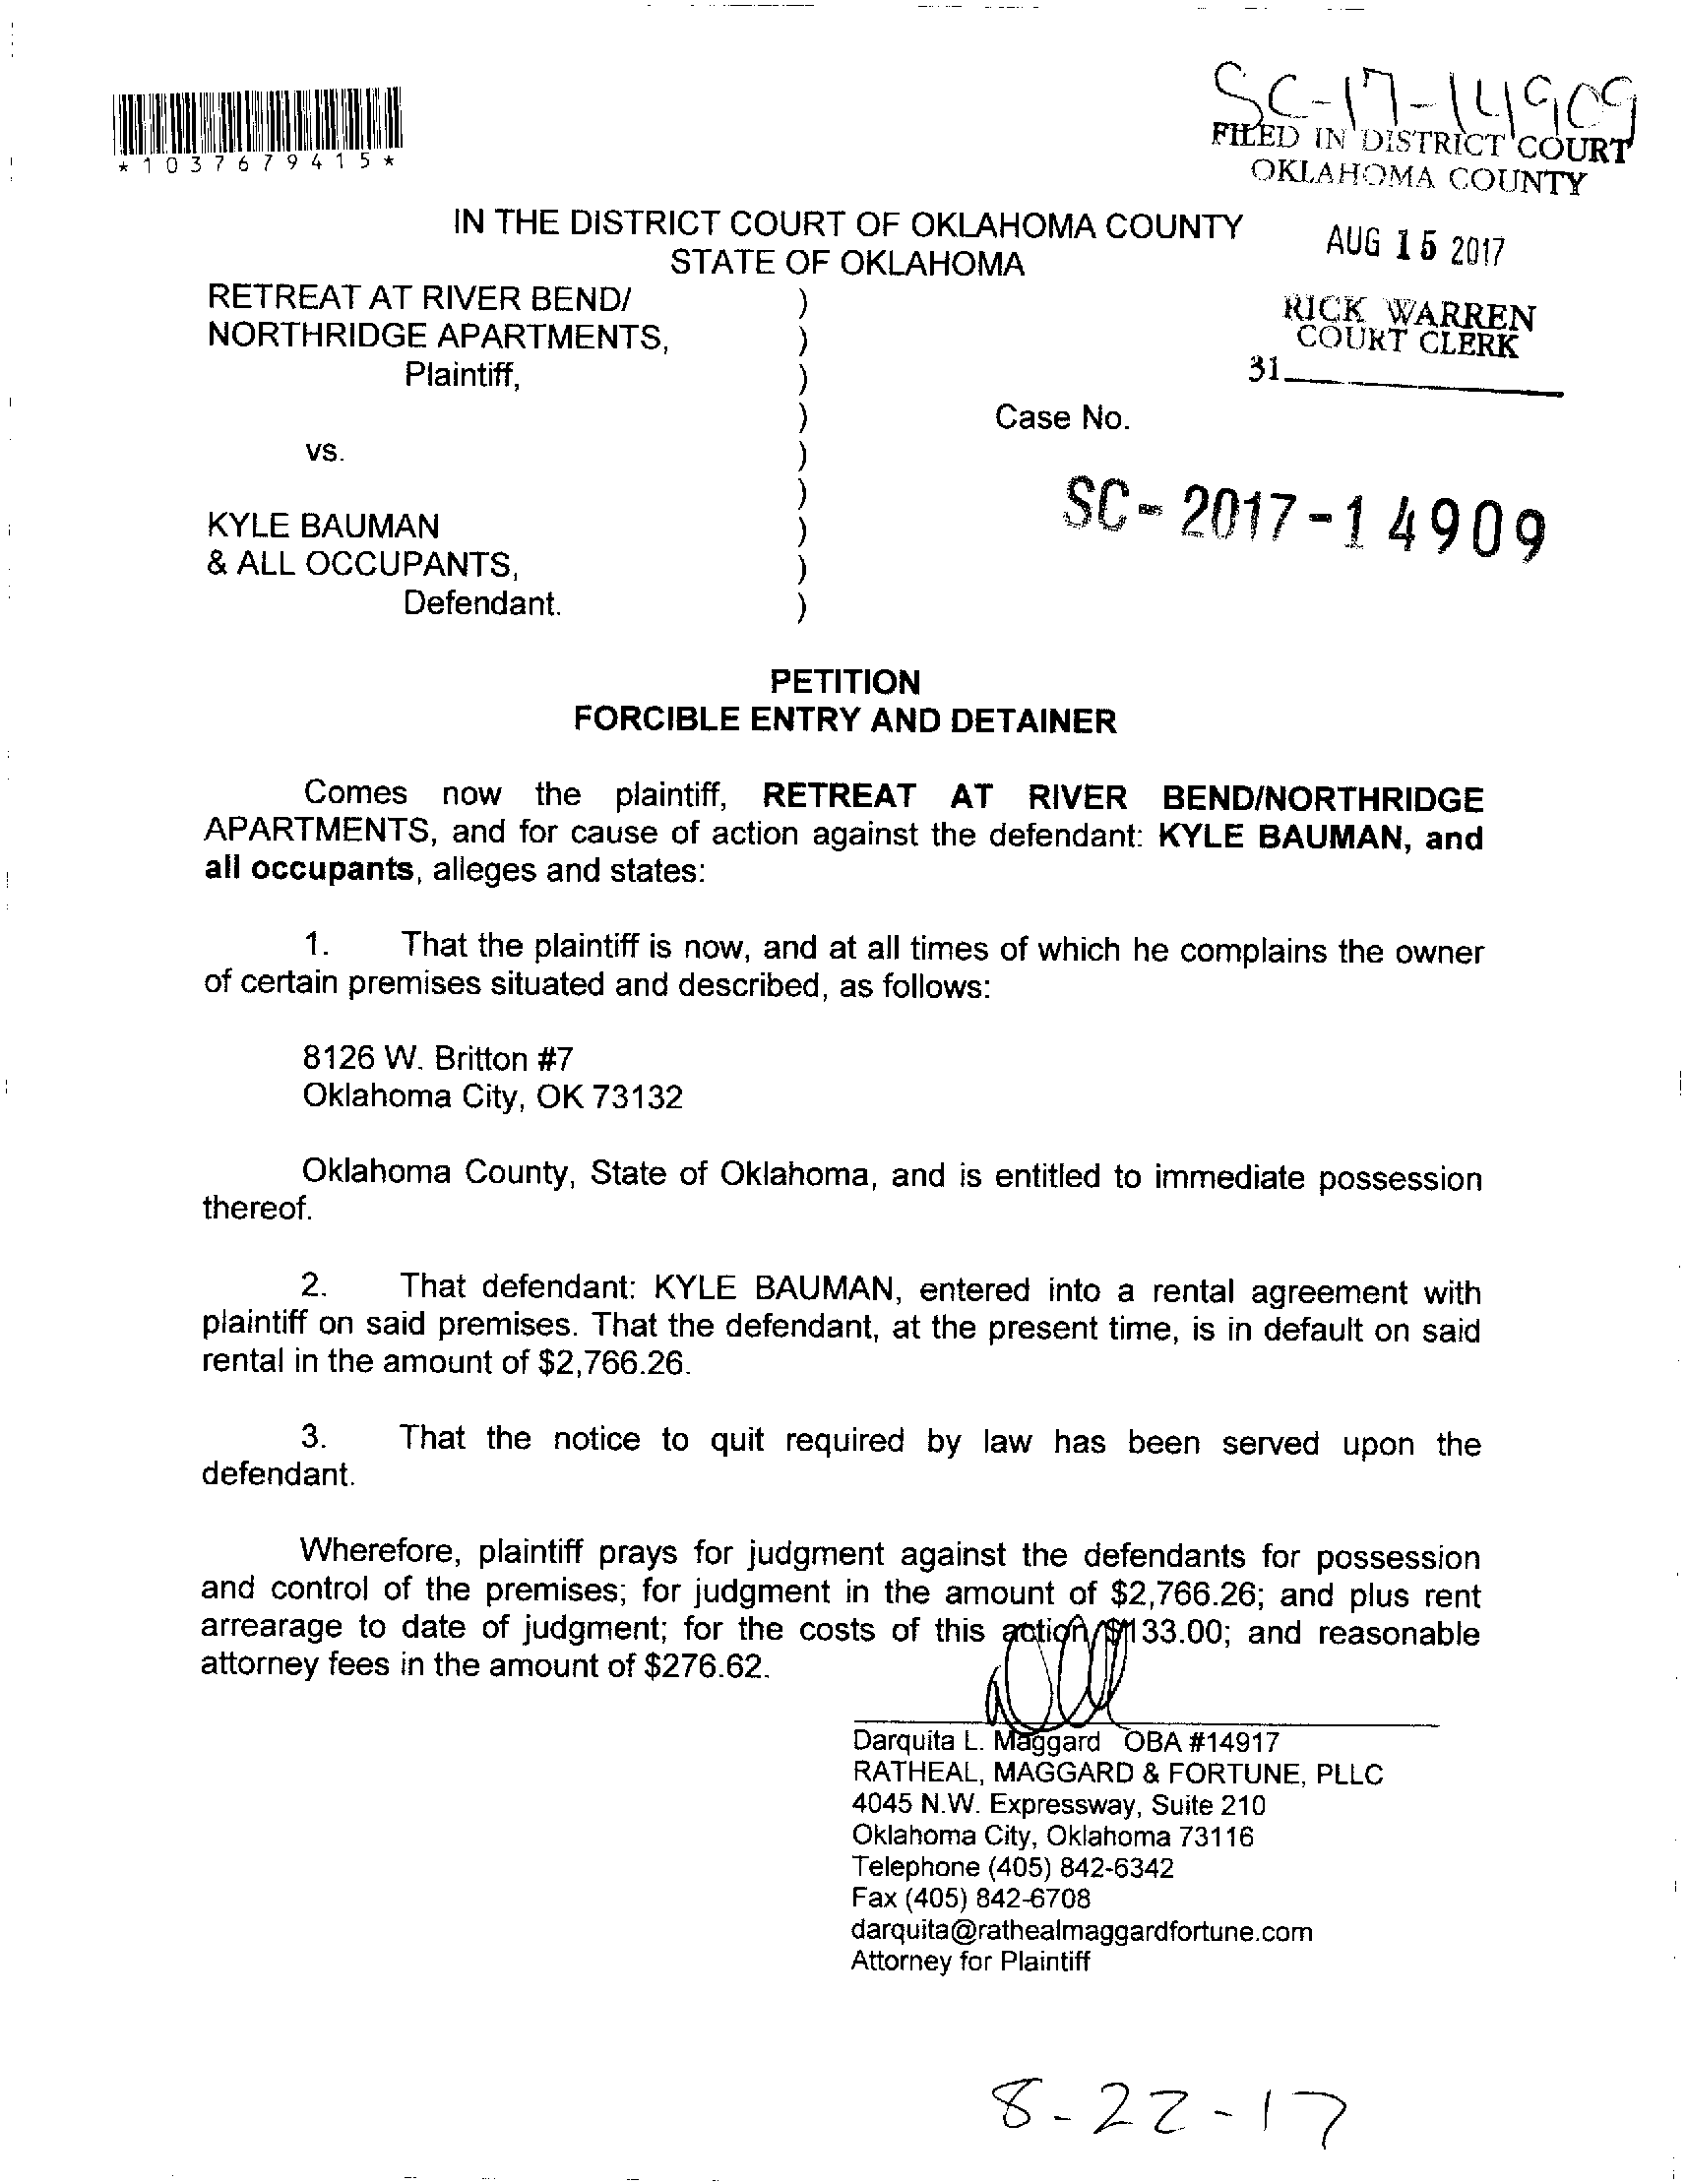 SC-17-14909
*1037679415*
FILED IN DISTRICT COURT
OKLAHOMA COUNTY
IN THE DISTRICT COURT OF OKLAHOMA COUNTY
STATE OF OKLAHOMA
AUG 15 2017
RICK WARREN
COURT CLERK
31
RETREAT AT RIVER BEND/ )
NORTHRIDGE APARTMENTS, )
Plaintiff, )
) Case No.
vs. )
)
SC-2017-14909
KYLE BAUMAN )
& ALL OCCUPANTS, )
Defendant. )
PETITION
FORCIBLE ENTRY AND DETAINER
Comes now the plaintiff, RETREAT AT RIVER BEND/NORTHRIDGE
APARTMENTS, and for cause of action against the defendant: KYLE BAUMAN, and
all occupants, alleges and states:
1. That the plaintiff is now, and at all times of which he complains the owner
of certain premises situated and described, as follows:
8126 W. Britton #7
Oklahoma City, OK 73132
Oklahoma County, State of Oklahoma, and is entitled to immediate possession
thereof.
2. That defendant: KYLE BAUMAN, entered into a rental agreement with
plaintiff on said premises. That the defendant, at the present time, is in default on said
rental in the amount of $2,766.26.
3. That the notice to quit required by law has been served upon the
defendant.
Wherefore, plaintiff prays for judgment against the defendants for possession
and control of the premises; for judgment in the amount of $2,766.26; and plus rent
arrearage to date of judgment; for the costs of this action $133.00; and reasonable
attorney fees in the amount of $276.62.
Darquita L. Maggard OBA #14917
RATHEAL, MAGGARD & FORTUNE, PLLC
4045 N.W. Expressway, Suite 210
Oklahoma City, Oklahoma 73116
Telephone (405) 842-6342
Fax (405) 842-6708
darquita@rathealmaggardfortune.com
Attorney for Plaintiff
8-22-17